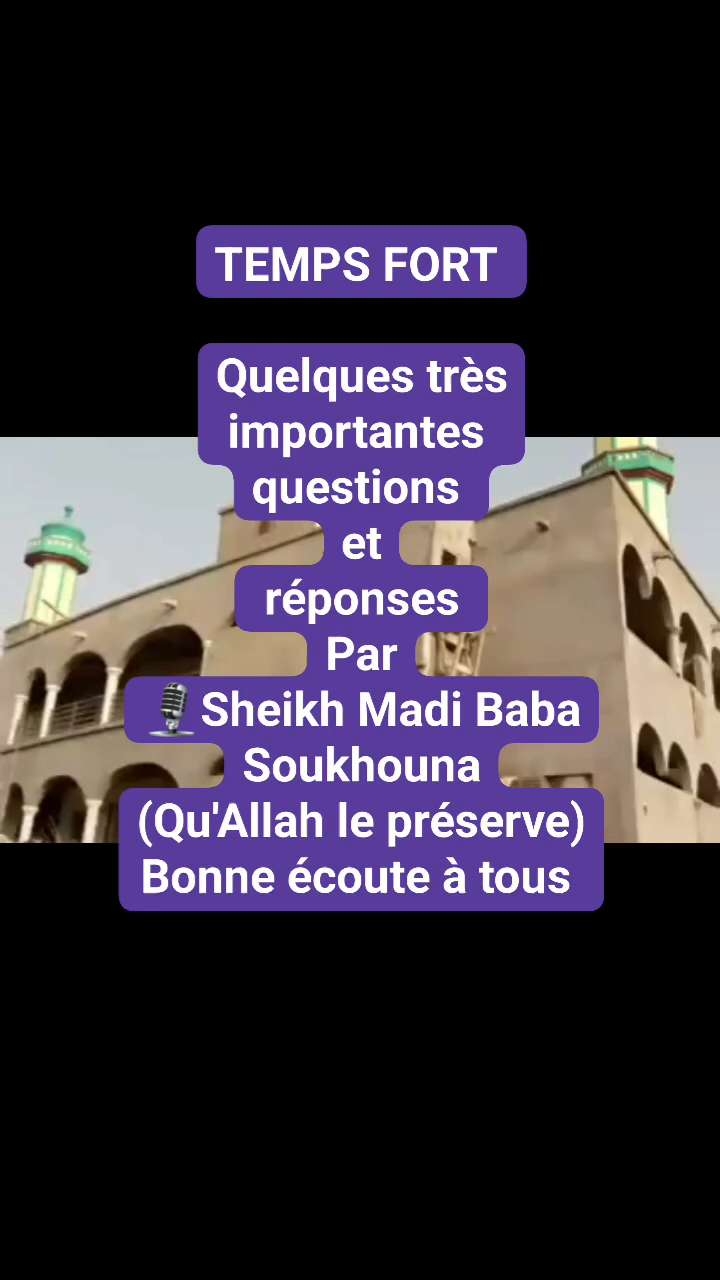 TEMPS FORT
Quelques très
importantes
questions
et
réponses
Par
🎙️Sheikh Madi Baba
Soukhouna
(Qu'Allah le préserve)
Bonne écoute à tous